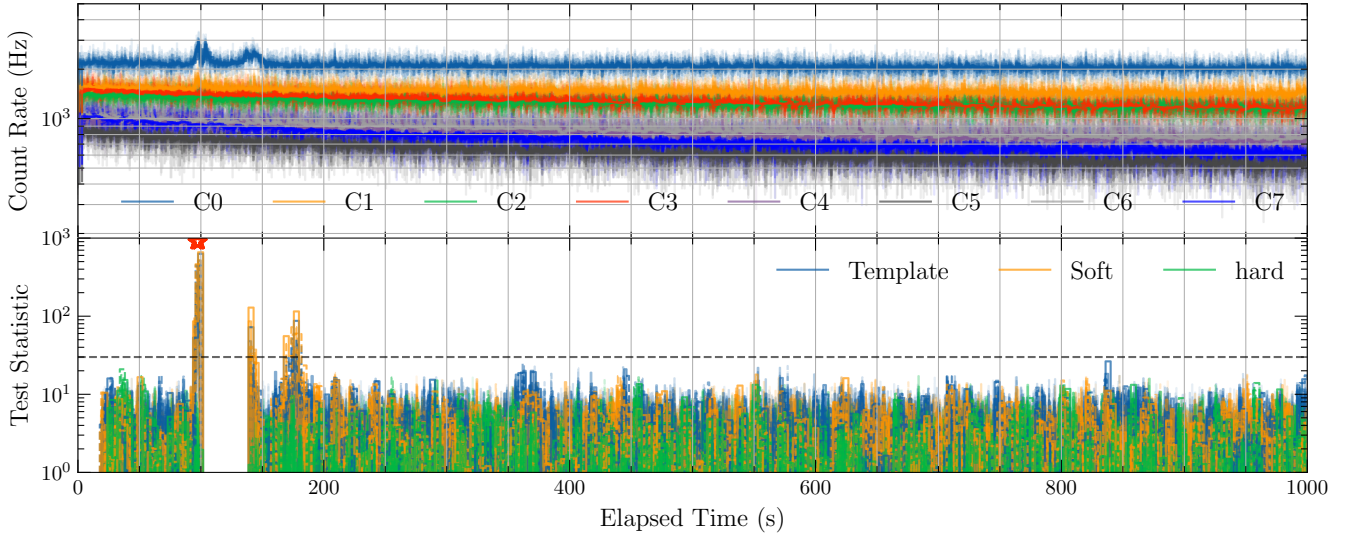 Count Rate (Hz)
10³
C0 C1 C2 C3 C4 C5 C6 C7
Test Statistic
10³
10²
10¹
10⁰
Template Soft hard
0 200 400 600 800 1000
Elapsed Time (s)